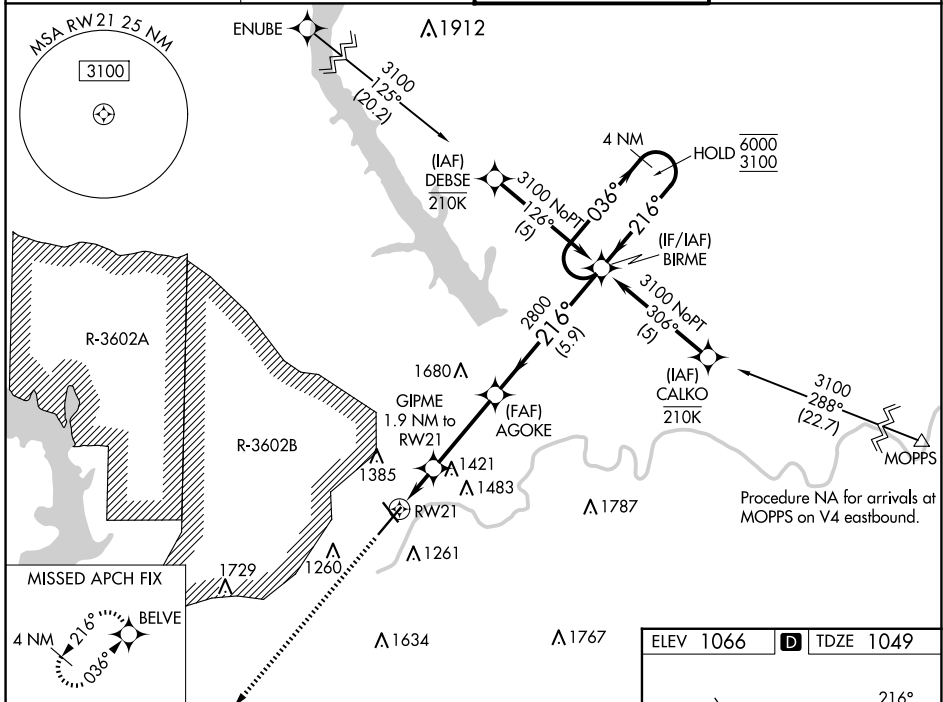 MSA RW21 25 NM
3100
ENUBE
1912
3100
125°
(20.2)
(IAF)
DEBSE
210K
3100 NoPT
126°
(5)
4 NM
HOLD
6000
3100
036°
216°
(IF/IAF)
BIRME
3100 NoPT
306°
(5)
(IAF)
CALKO
210K
3100
288°
(22.7)
MOPPS
Procedure NA for arrivals at
MOPPS on V4 eastbound.
2800
216°
(5.9)
R-3602A
R-3602B
1680
GIPME
1.9 NM to
RW21
(FAF)
AGOKE
1385
1421
1483
RW21
1787
1260
1261
1729
1634
1767
MISSED APCH FIX
BELVE
4 NM
216°
036°
ELEV 1066 D TDZE 1049
216°